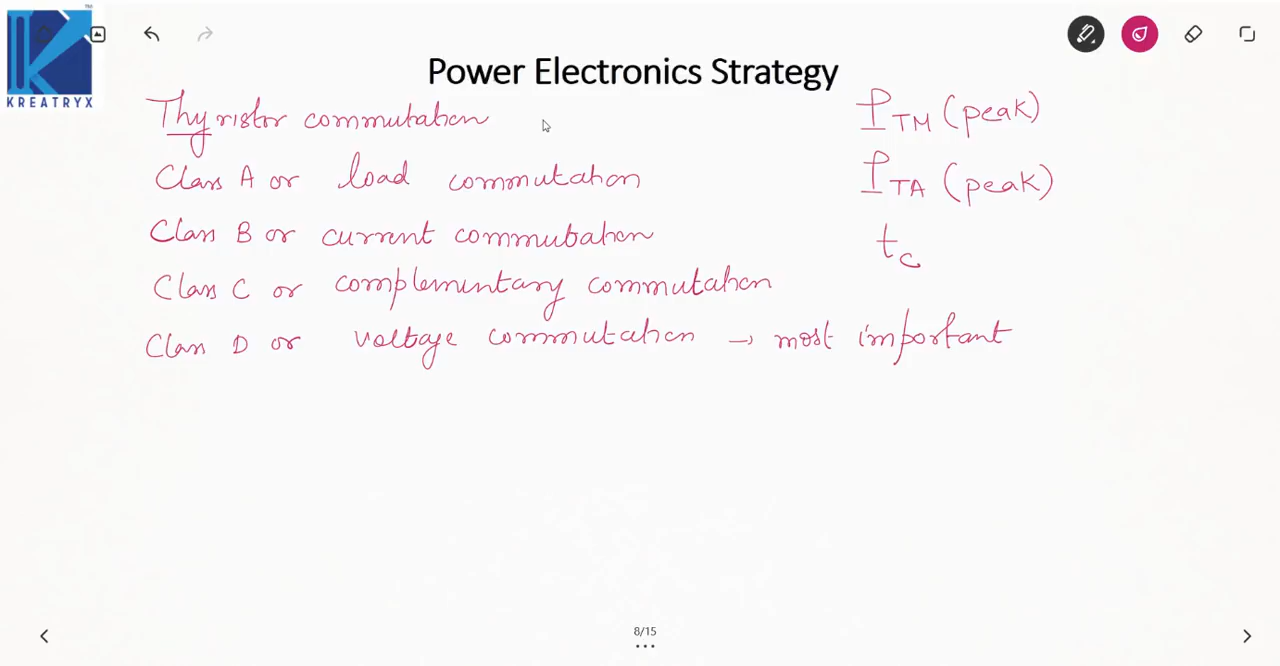 TM
KREATRYX
Power Electronics Strategy
Thyristor commutation
Class A or load commutation
Class B or current commutation
Class C or complementary commutation
Class D or voltage commutation → most important
I_TM (peak)
I_TA (peak)
t_c
8/15